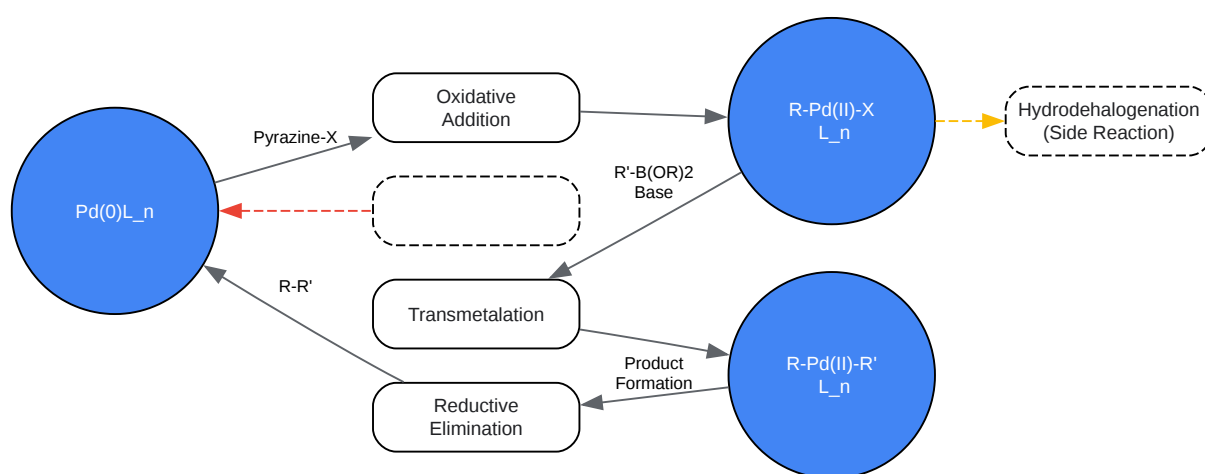 Oxidative
Addition
R-Pd(II)-X
L_n
Hydrodehalogenation
(Side Reaction)
Pyrazine-X
R'-B(OR)2
Base
Pd(0)L_n
R-R'
Transmetalation
Product
Formation
R-Pd(II)-R'
L_n
Reductive
Elimination